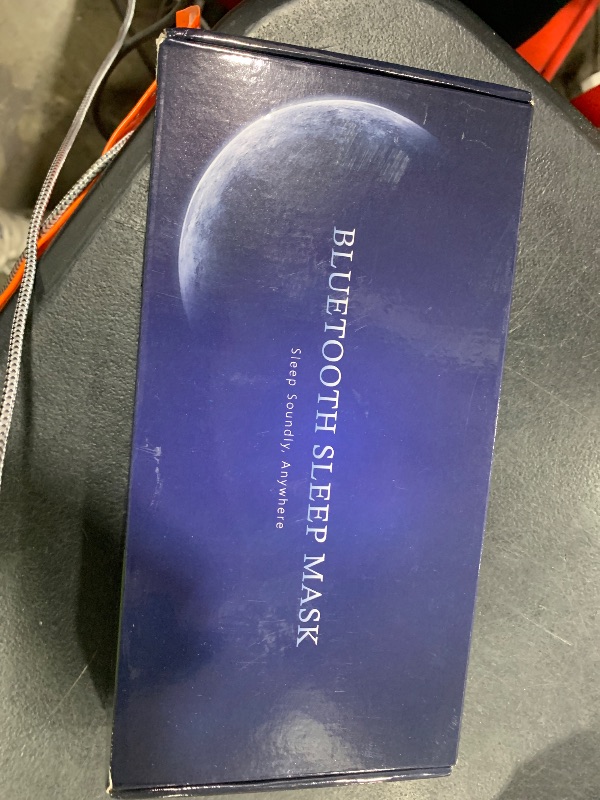 BLUETOOTH SLEEP MASK
Sleep Soundly, Anywhere